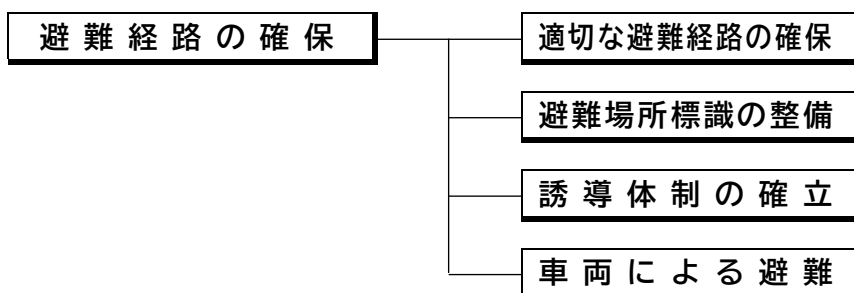 避難経路の確保
適切な避難経路の確保
避難場所標識の整備
誘導体制の確立
車両による避難